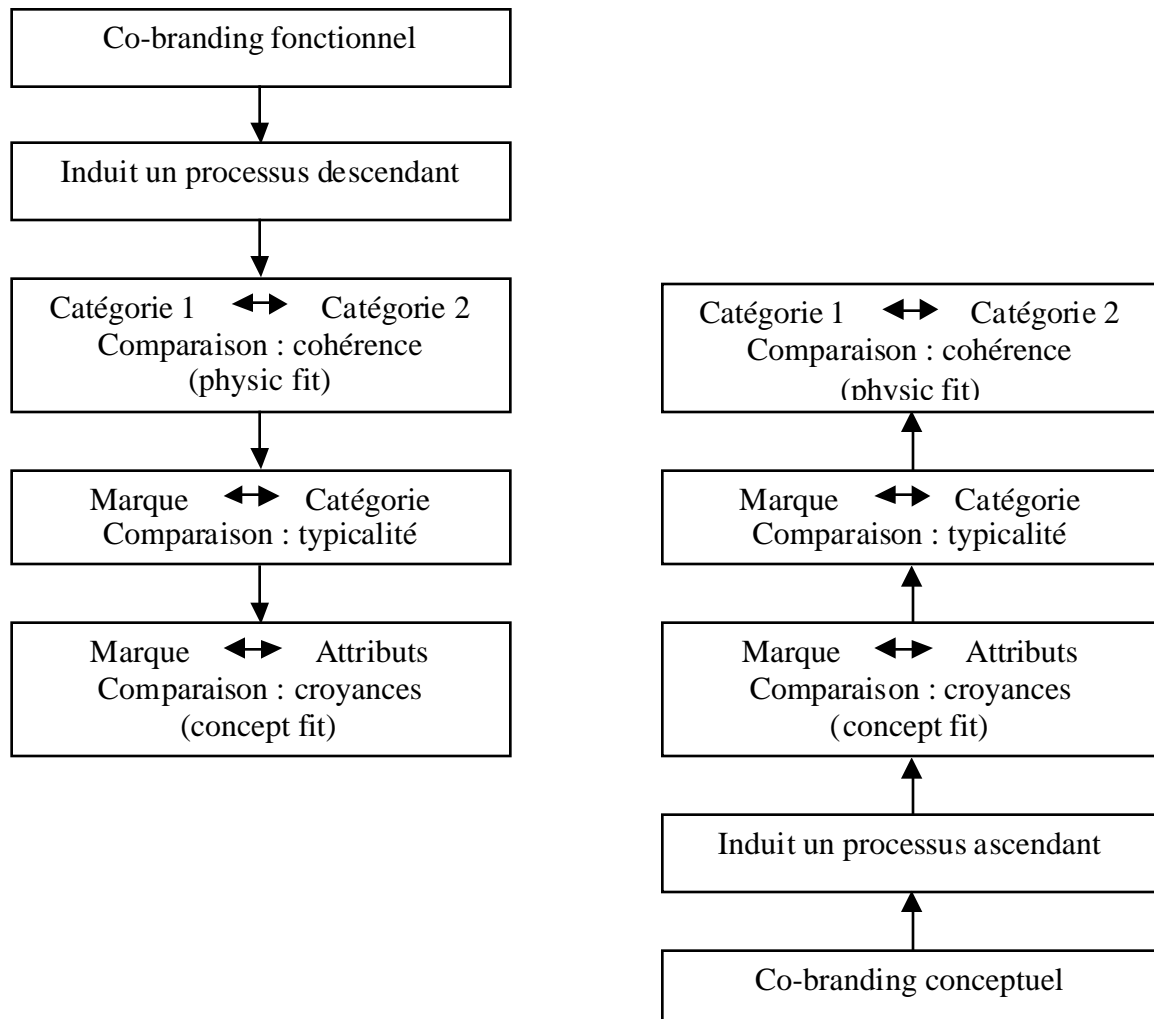 Co-branding fonctionnel
Induit un processus descendant
Catégorie 1 Catégorie 2
Comparaison : cohérence
(physic fit)
Marque Catégorie
Comparaison : typicalité
Marque Attributs
Comparaison : croyances
(concept fit)
Catégorie 1 Catégorie 2
Comparaison : cohérence
(physic fit)
Marque Catégorie
Comparaison : typicalité
Marque Attributs
Comparaison : croyances
(concept fit)
Induit un processus ascendant
Co-branding conceptuel